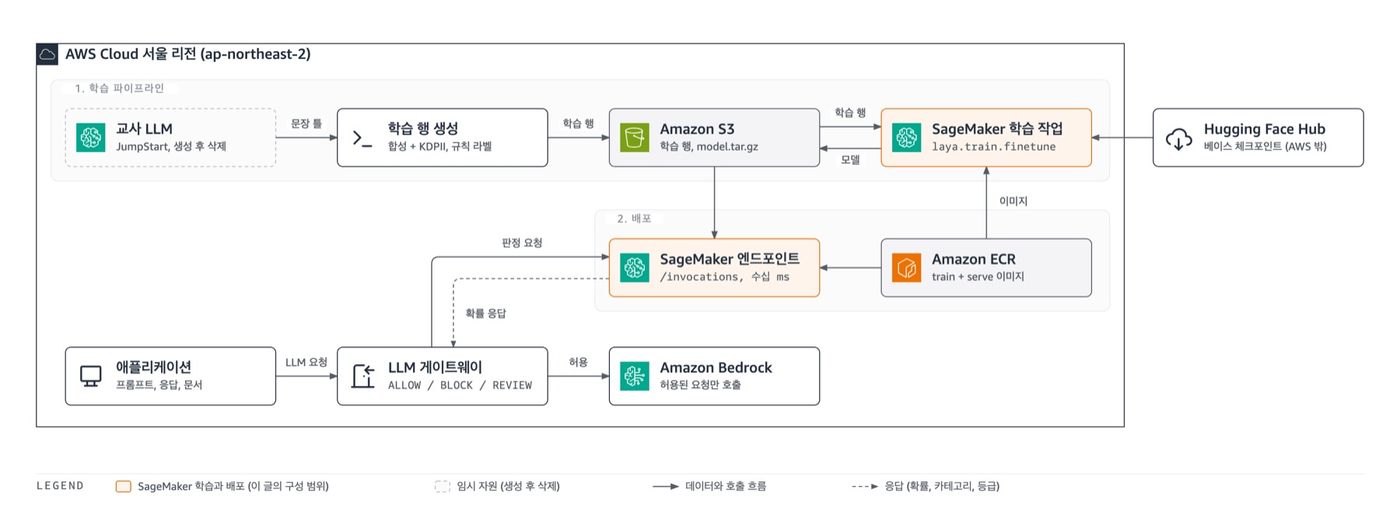 AWS Cloud 서울 리전 (ap-northeast-2)
1. 학습 파이프라인
교사 LLM
JumpStart, 생성 후 삭제
문장 틀
학습 행 생성
합성 + KDPII, 규칙 라벨
학습 행
Amazon S3
학습 행, model.tar.gz
학습 행
모델
SageMaker 학습 작업
laya.train.finetune
Hugging Face Hub
베이스 체크포인트 (AWS 밖)
이미지
2. 배포
판정 요청
SageMaker 엔드포인트
/invocations, 수십 ms
Amazon ECR
train + serve 이미지
확률 응답
애플리케이션
프롬프트, 응답, 문서
LLM 요청
LLM 게이트웨이
ALLOW / BLOCK / REVIEW
허용
Amazon Bedrock
허용된 요청만 호출
LEGEND
SageMaker 학습과 배포 (이 글의 구성 범위)
임시 자원 (생성 후 삭제)
데이터와 호출 흐름
응답 (확률, 카테고리, 등급)